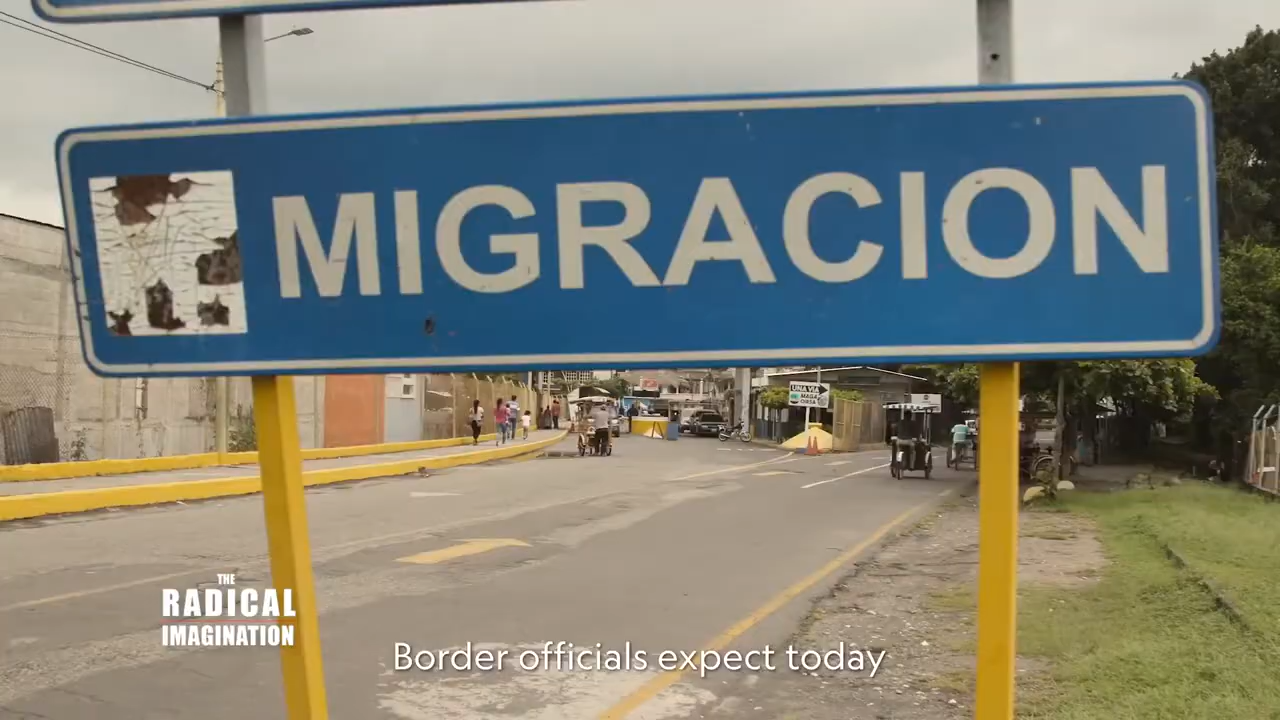 MIGRACION
UNA VIA
THE
RADICAL
IMAGINATION
Border officials expect today